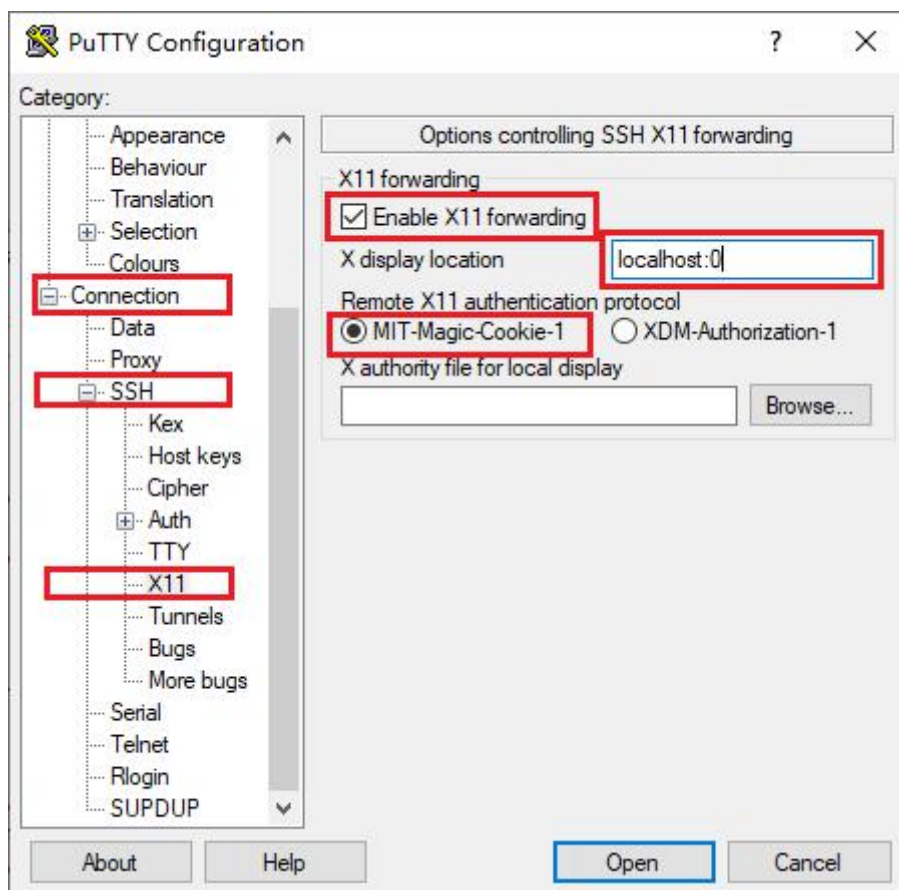 PuTTY Configuration
?
Category:
Appearance
Behaviour
Translation
Selection
Colours
Connection
Data
Proxy
SSH
Kex
Host keys
Cipher
Auth
TTY
X11
Tunnels
Bugs
More bugs
Serial
Telnet
Rlogin
SUPDUP
Options controlling SSH X11 forwarding
X11 forwarding
Enable X11 forwarding
X display location localhost:0
Remote X11 authentication protocol
MIT-Magic-Cookie-1 XDM-Authorization-1
X authority file for local display
Browse...
About Help Open Cancel